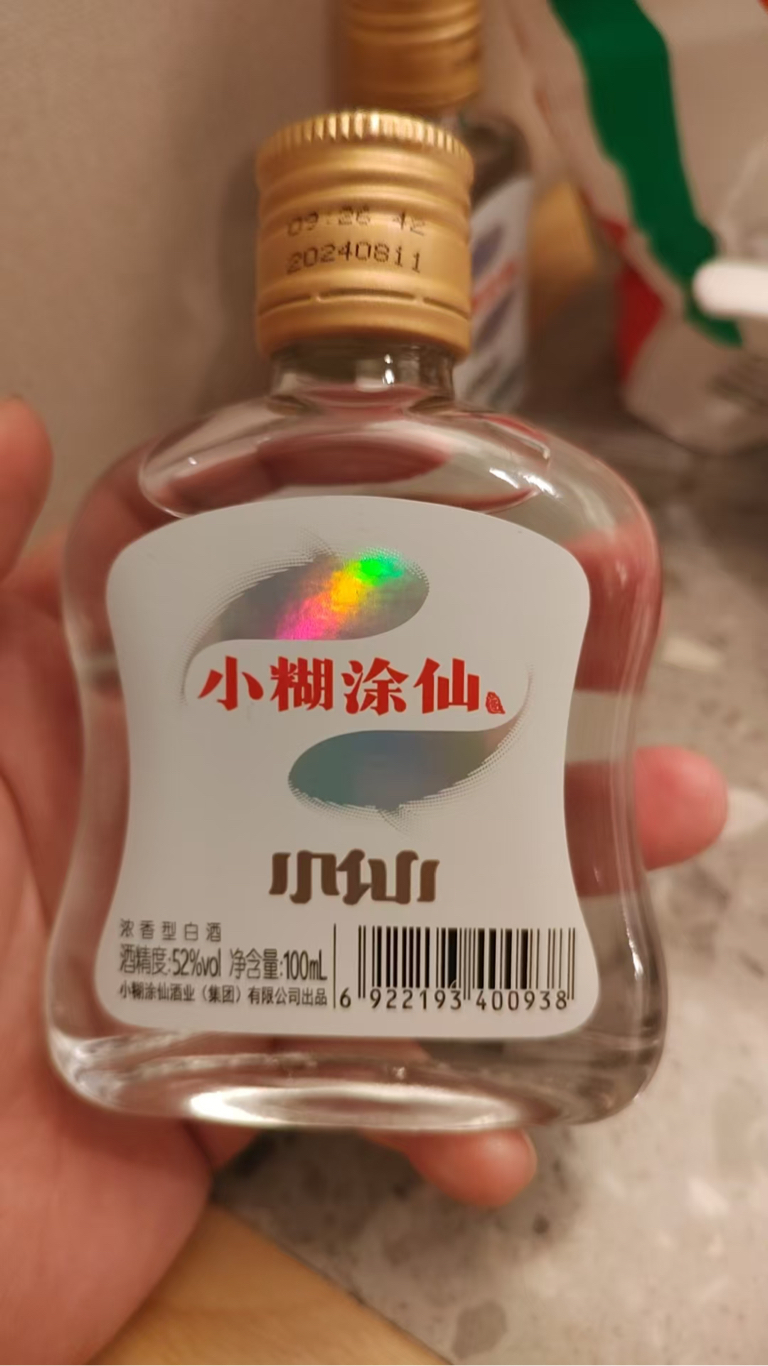 09:26 42
20240811
小糊涂仙
小仙
浓香型白酒
酒精度:52%vol 净含量:100mL
小糊涂仙酒业（集团）有限公司出品
6 922193 400938